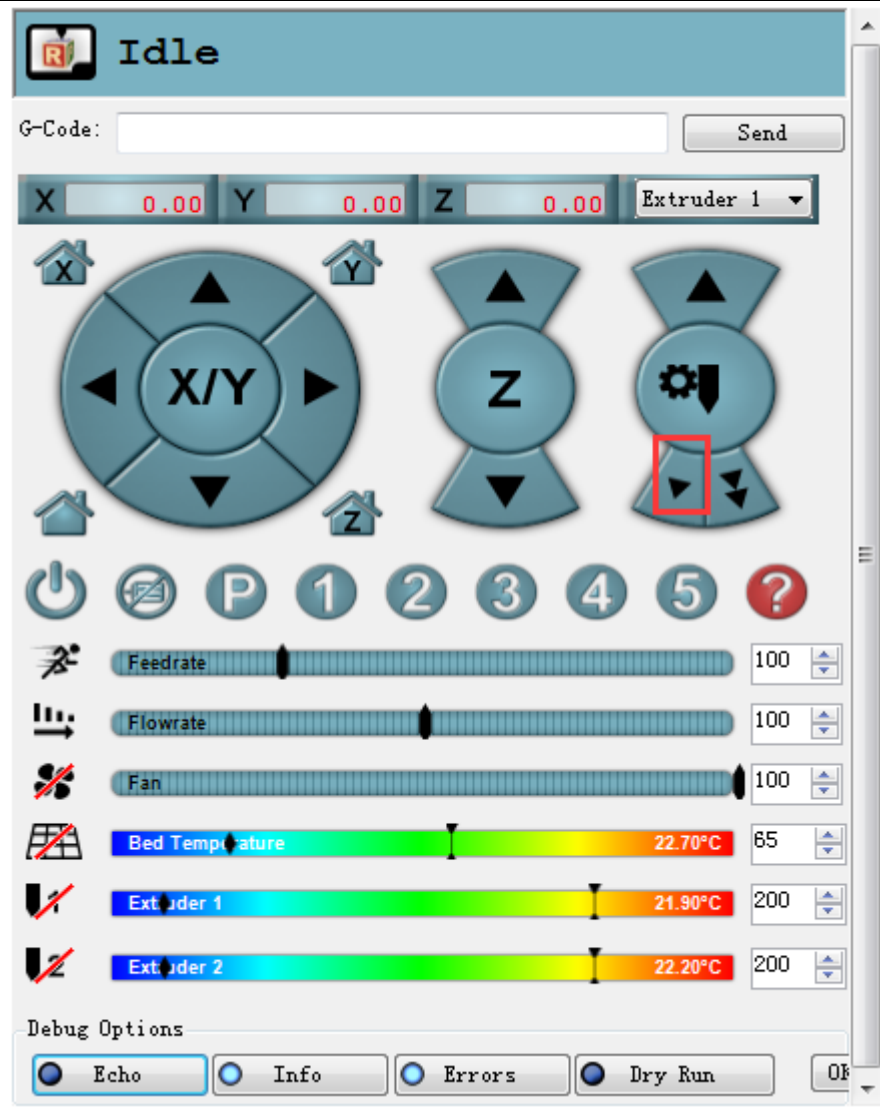 R
Idle
G-Code:
Send
X 0.00 Y 0.00 Z 0.00 Extruder 1
X Y
X/Y Z
Z
P 1 2 3 4 5 ?
Feedrate 100
Flowrate 100
Fan 100
Bed Temperature 22.70°C 65
1 Extruder 1 21.90°C 200
2 Extruder 2 22.20°C 200
Debug Options
Echo Info Errors Dry Run